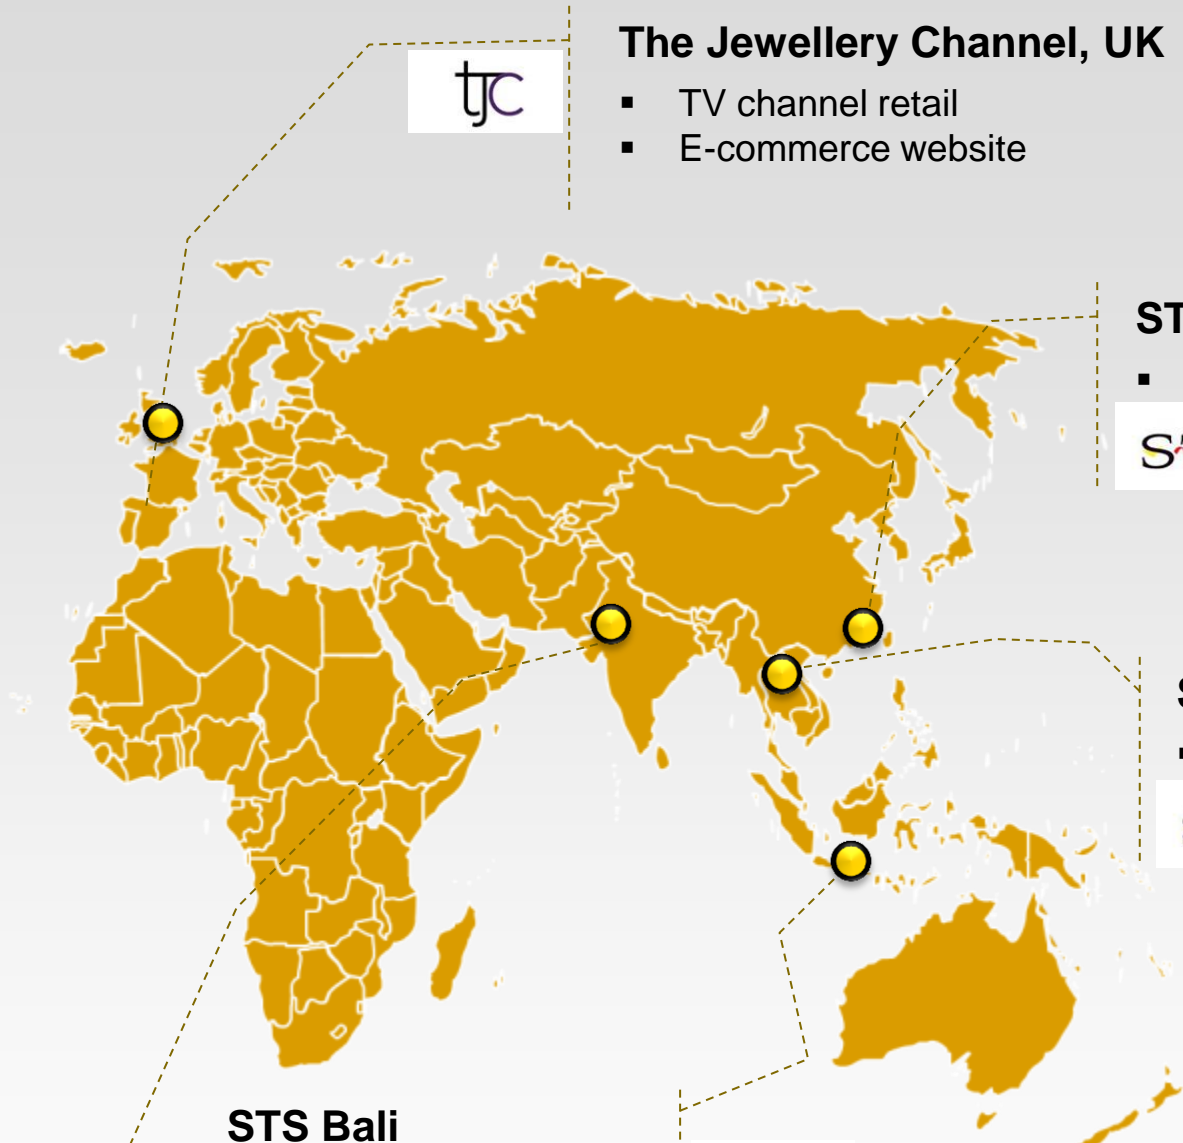 The Jewellery Channel, UK
tjc
▪ TV channel retail
▪ E-commerce website
ST
STS Bali